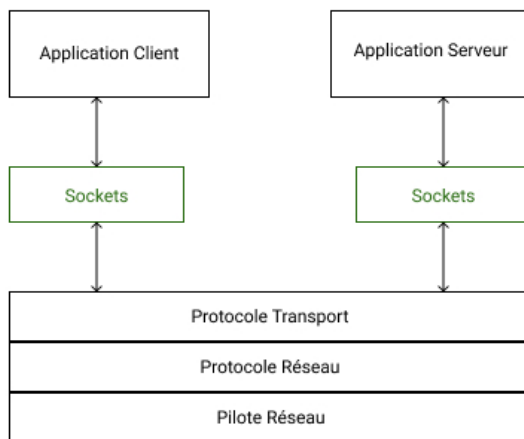 Application Client
Application Serveur
Sockets
Sockets
Protocole Transport
Protocole Réseau
Pilote Réseau